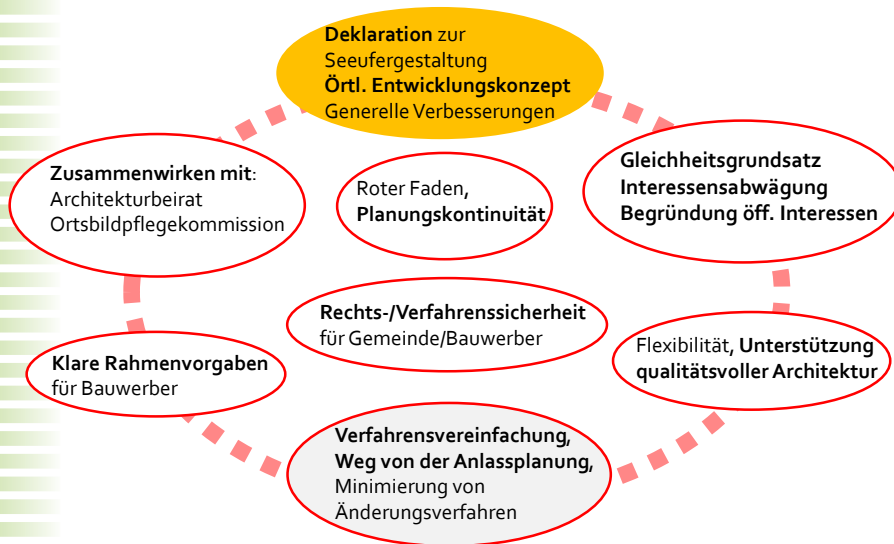 Deklaration zur
Seeufergestaltung
Örtl. Entwicklungskonzept
Generelle Verbesserungen
Zusammenwirken mit:
Architekturbeirat
Ortsbildpflegekommission
Roter Faden,
Planungskontinuität
Gleichheitsgrundsatz
Interessensabwägung
Begründung öff. Interessen
Rechts-/Verfahrenssicherheit
für Gemeinde/Bauwerber
Klare Rahmenvorgaben
für Bauwerber
Flexibilität, Unterstützung
qualitätsvoller Architektur
Verfahrensvereinfachung,
Weg von der Anlassplanung,
Minimierung von
Änderungsverfahren